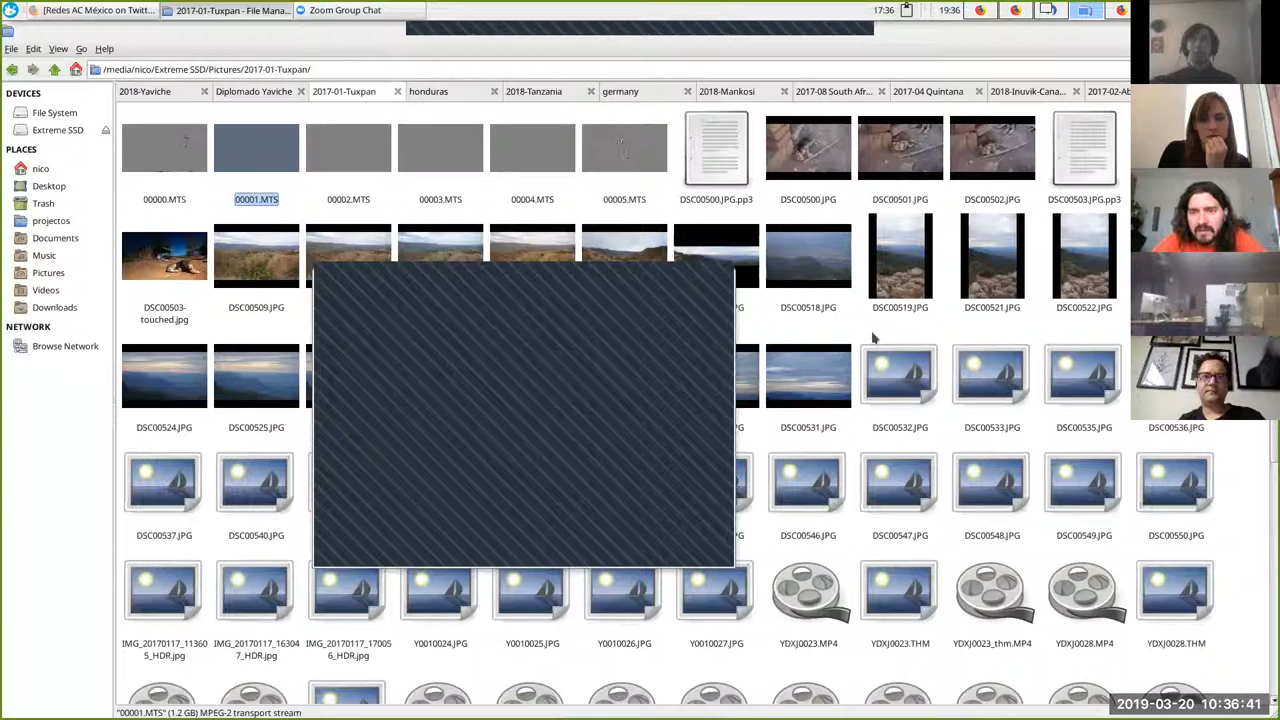 [Redes AC México on Twitt... 2017-01-Tuxpan - File Mana... Zoom Group Chat 17:36 19:36
File Edit View Go Help
/media/nico/Extreme SSD/Pictures/2017-01-Tuxpan/
DEVICES
File System
Extreme SSD
PLACES
nico
Desktop
Trash
projectos
Documents
Music
Pictures
Videos
Downloads
NETWORK
Browse Network
2018-Yaviche Diplomado Yaviche 2017-01-Tuxpan honduras 2018-Tanzania germany 2018-Mankosi 2017-08 South Afr... 2017-04 Quintana 2018-Inuvik-Cana... 2017-02-Ab
00000.MTS 00001.MTS 00002.MTS 00003.MTS 00004.MTS 00005.MTS DSC00500.JPG.pp3 DSC00500.JPG DSC00501.JPG DSC00502.JPG DSC00503.JPG.pp3
DSC00503-touched.jpg DSC00509.JPG DSC00518.JPG DSC00519.JPG DSC00521.JPG DSC00522.JPG
DSC00524.JPG DSC00525.JPG DSC00531.JPG DSC00532.JPG DSC00533.JPG DSC00535.JPG DSC00536.JPG
DSC00537.JPG DSC00540.JPG DSC00546.JPG DSC00547.JPG DSC00548.JPG DSC00549.JPG DSC00550.JPG
IMG_20170117_113605_HDR.jpg IMG_20170117_163047_HDR.jpg IMG_20170117_170056_HDR.jpg Y0010024.JPG Y0010025.JPG Y0010026.JPG Y0010027.JPG YDXJ0023.MP4 YDXJ0023.THM YDXJ0023_thm.MP4 YDXJ0028.MP4 YDXJ0028.THM
"00001.MTS" (1.2 GB) MPEG-2 transport stream
2019-03-20 10:36:41